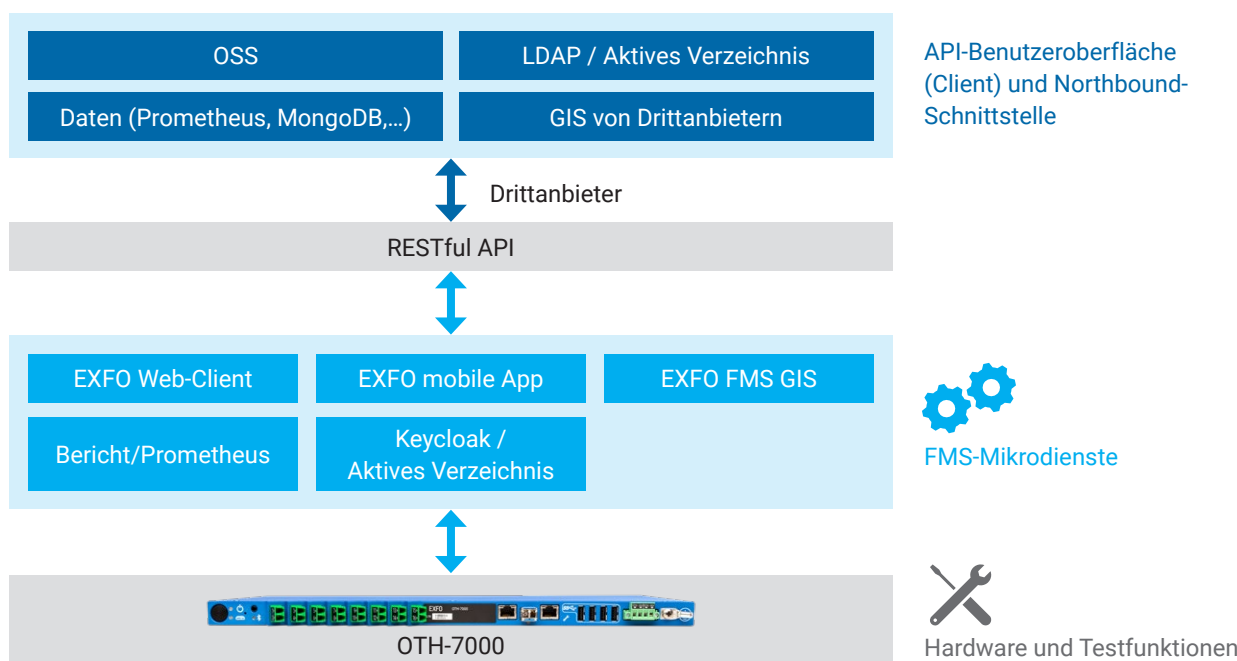 OSS
LDAP / Aktives Verzeichnis
Daten (Prometheus, MongoDB,...)
GIS von Drittanbietern
API-Benutzeroberfläche
(Client) und Northbound-
Schnittstelle
Drittanbieter
RESTful API
EXFO Web-Client
EXFO mobile App
EXFO FMS GIS
Bericht/Prometheus
Keycloak /
Aktives Verzeichnis
FMS-Mikrodienste
EXFO OTH-7000
OTH-7000
Hardware und Testfunktionen